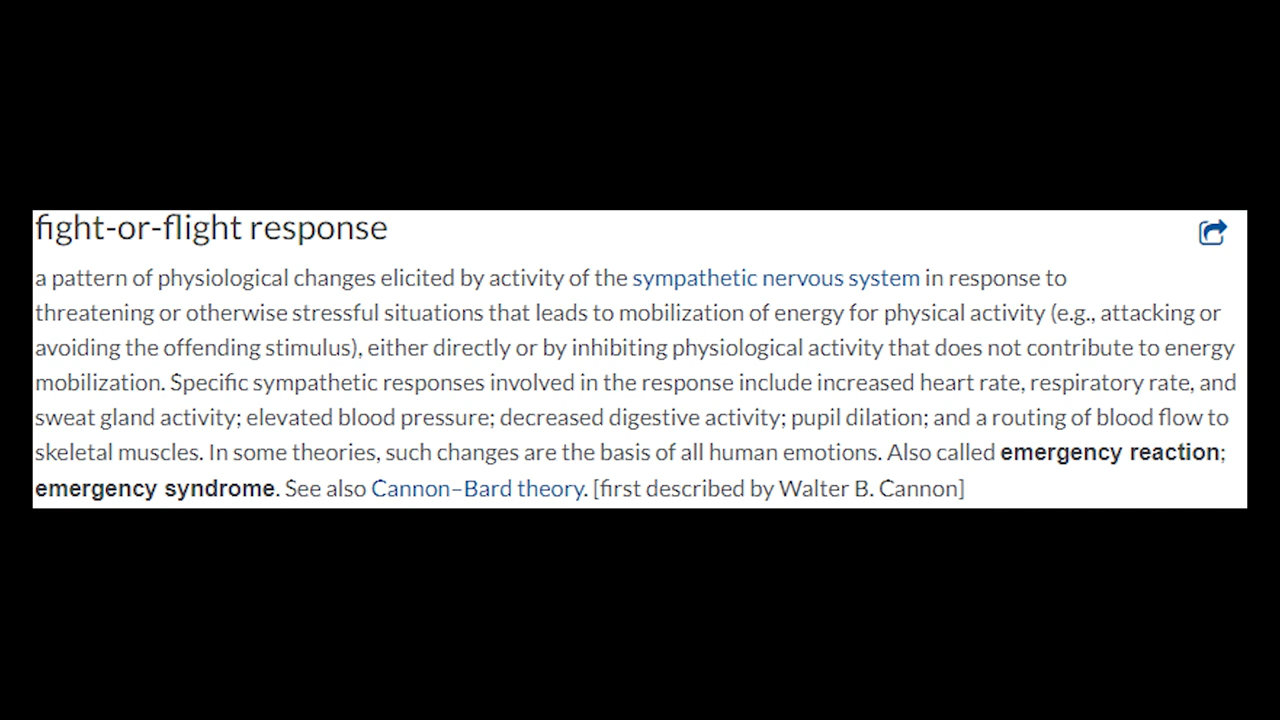 fight-or-flight response
a pattern of physiological changes elicited by activity of the sympathetic nervous system in response to
threatening or otherwise stressful situations that leads to mobilization of energy for physical activity (e.g., attacking or
avoiding the offending stimulus), either directly or by inhibiting physiological activity that does not contribute to energy
mobilization. Specific sympathetic responses involved in the response include increased heart rate, respiratory rate, and
sweat gland activity; elevated blood pressure; decreased digestive activity; pupil dilation; and a routing of blood flow to
skeletal muscles. In some theories, such changes are the basis of all human emotions. Also called emergency reaction;
emergency syndrome. See also Cannon–Bard theory. [first described by Walter B. Cannon]